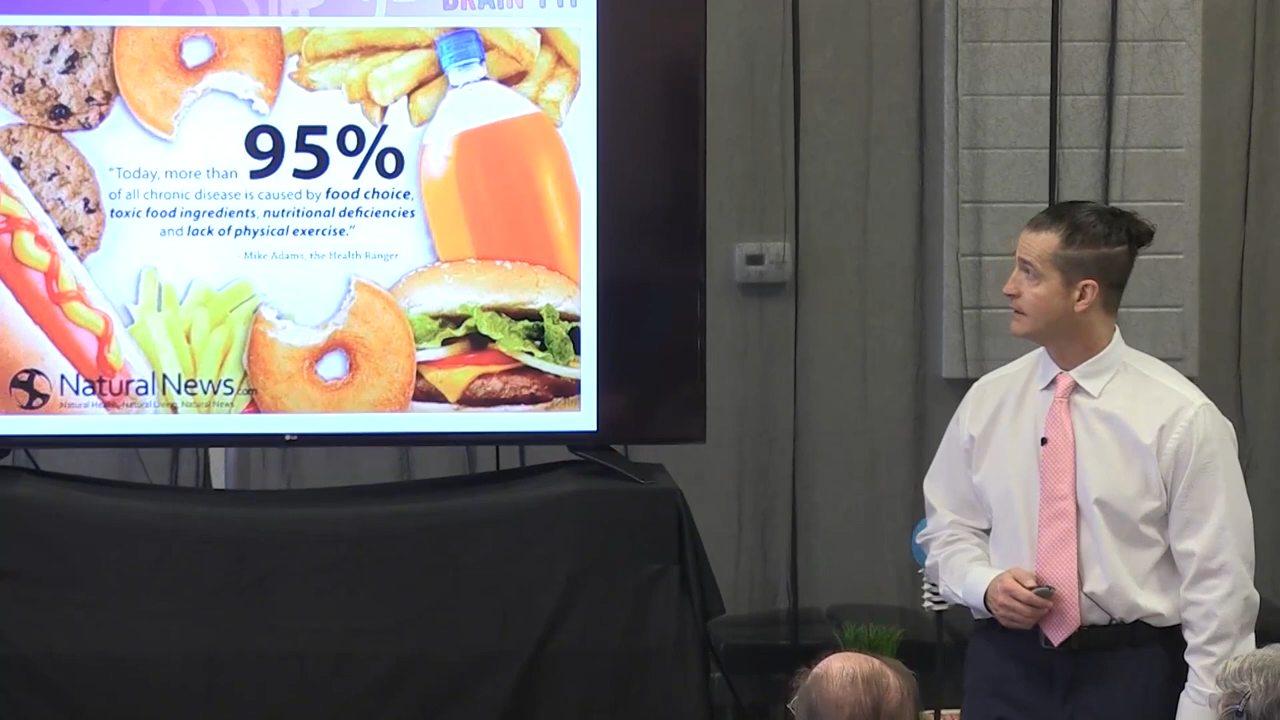 BRAIN FIT
95%
"Today, more than
of all chronic disease is caused by food choice,
toxic food ingredients, nutritional deficiencies
and lack of physical exercise."
- Mike Adams, the Health Ranger
NaturalNews.com
Natural Health, Natural Living, Natural News
LG